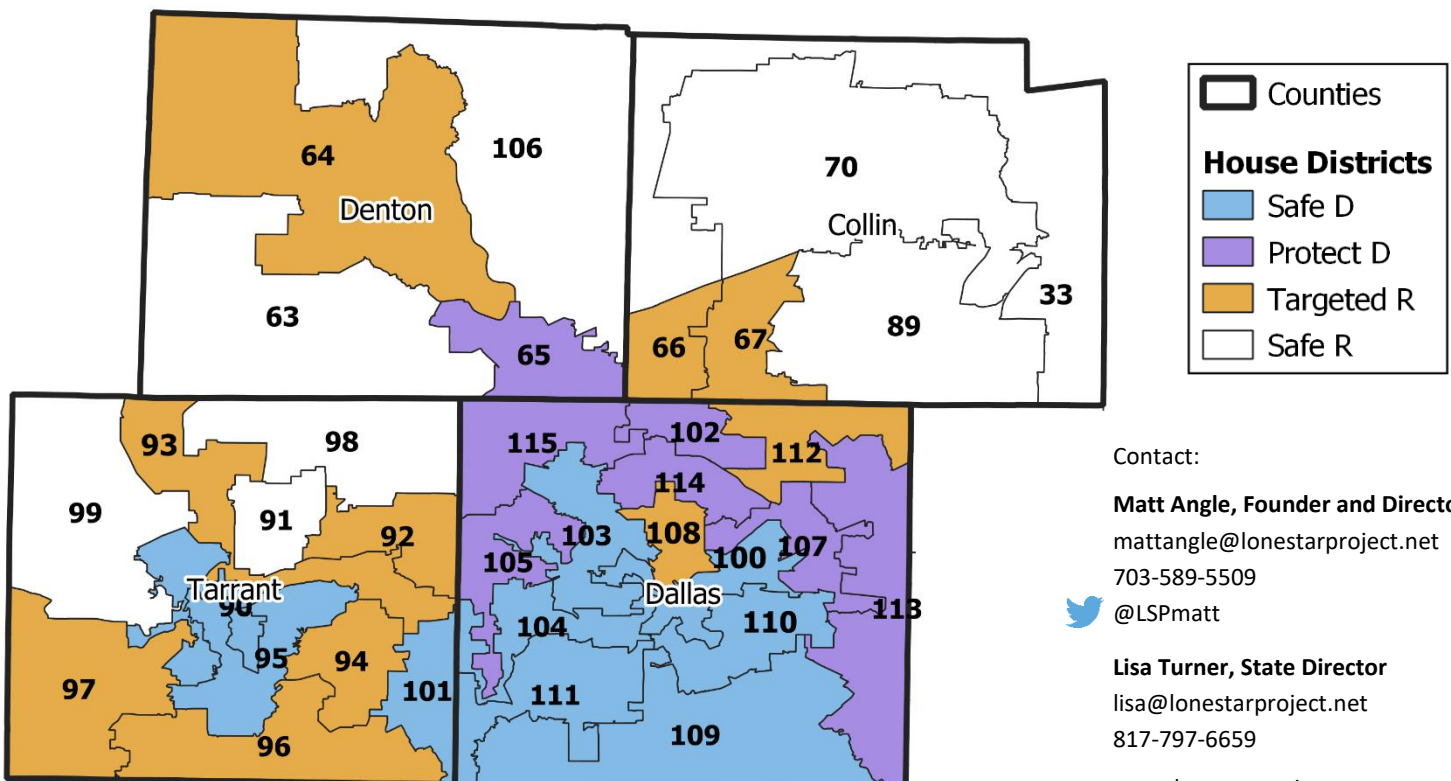 64
106
Denton
63
65
70
Collin
33
66
67
89
93
98
99
91
92
Tarrant
90
95
94
97
101
96
115
102
112
114
103
108
105
100
107
Dallas
113
104
110
111
109
Counties
House Districts
Safe D
Protect D
Targeted R
Safe R
Contact:
Matt Angle, Founder and Directo
mattangle@lonestarproject.net
703-589-5509
@LSPmatt
Lisa Turner, State Director
lisa@lonestarproject.net
817-797-6659